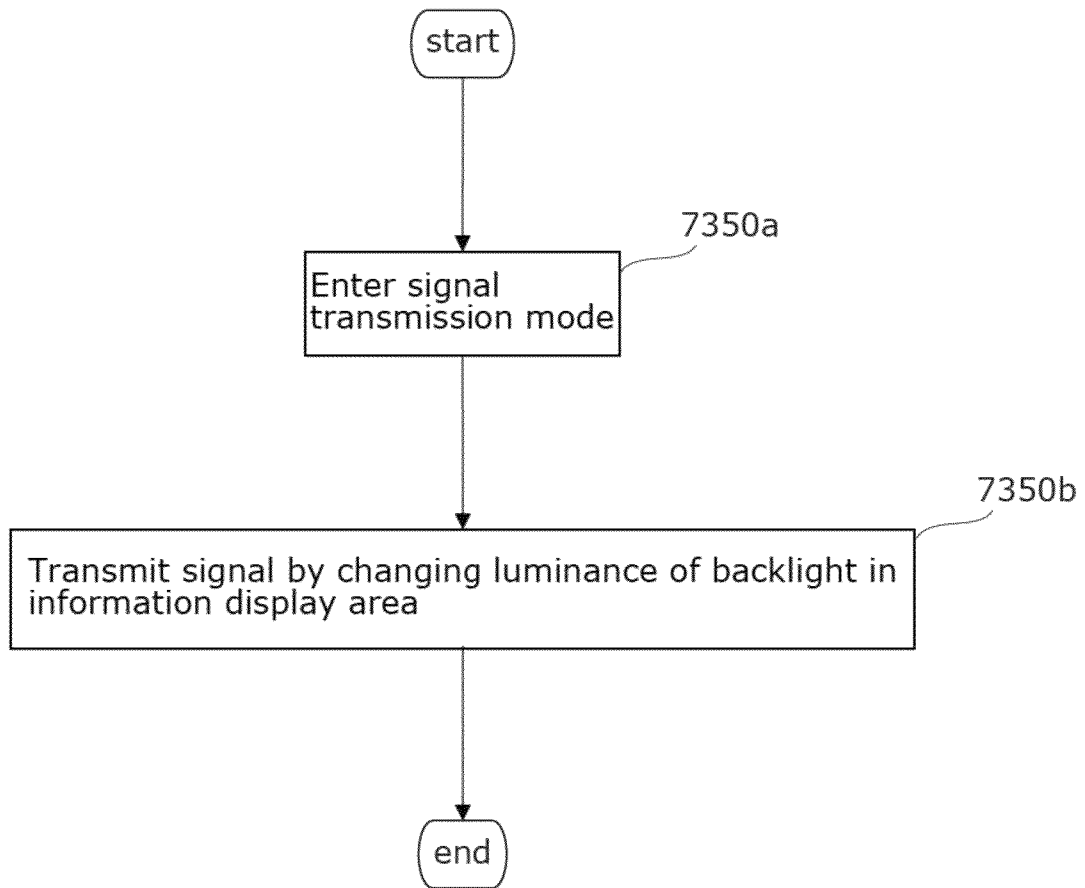 start
7350a
Enter signal
transmission mode
7350b
Transmit signal by changing luminance of backlight in
information display area
end